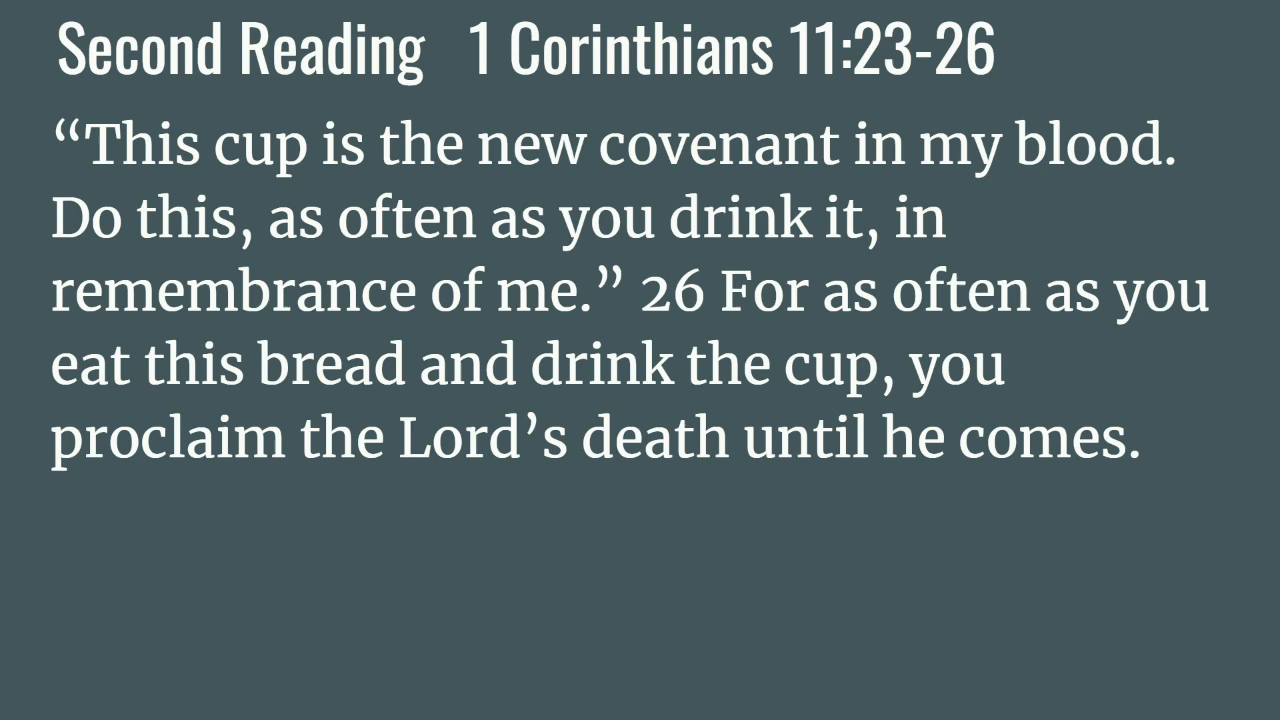 Second Reading   1 Corinthians 11:23-26
“This cup is the new covenant in my blood.
Do this, as often as you drink it, in
remembrance of me.” 26 For as often as you
eat this bread and drink the cup, you
proclaim the Lord’s death until he comes.